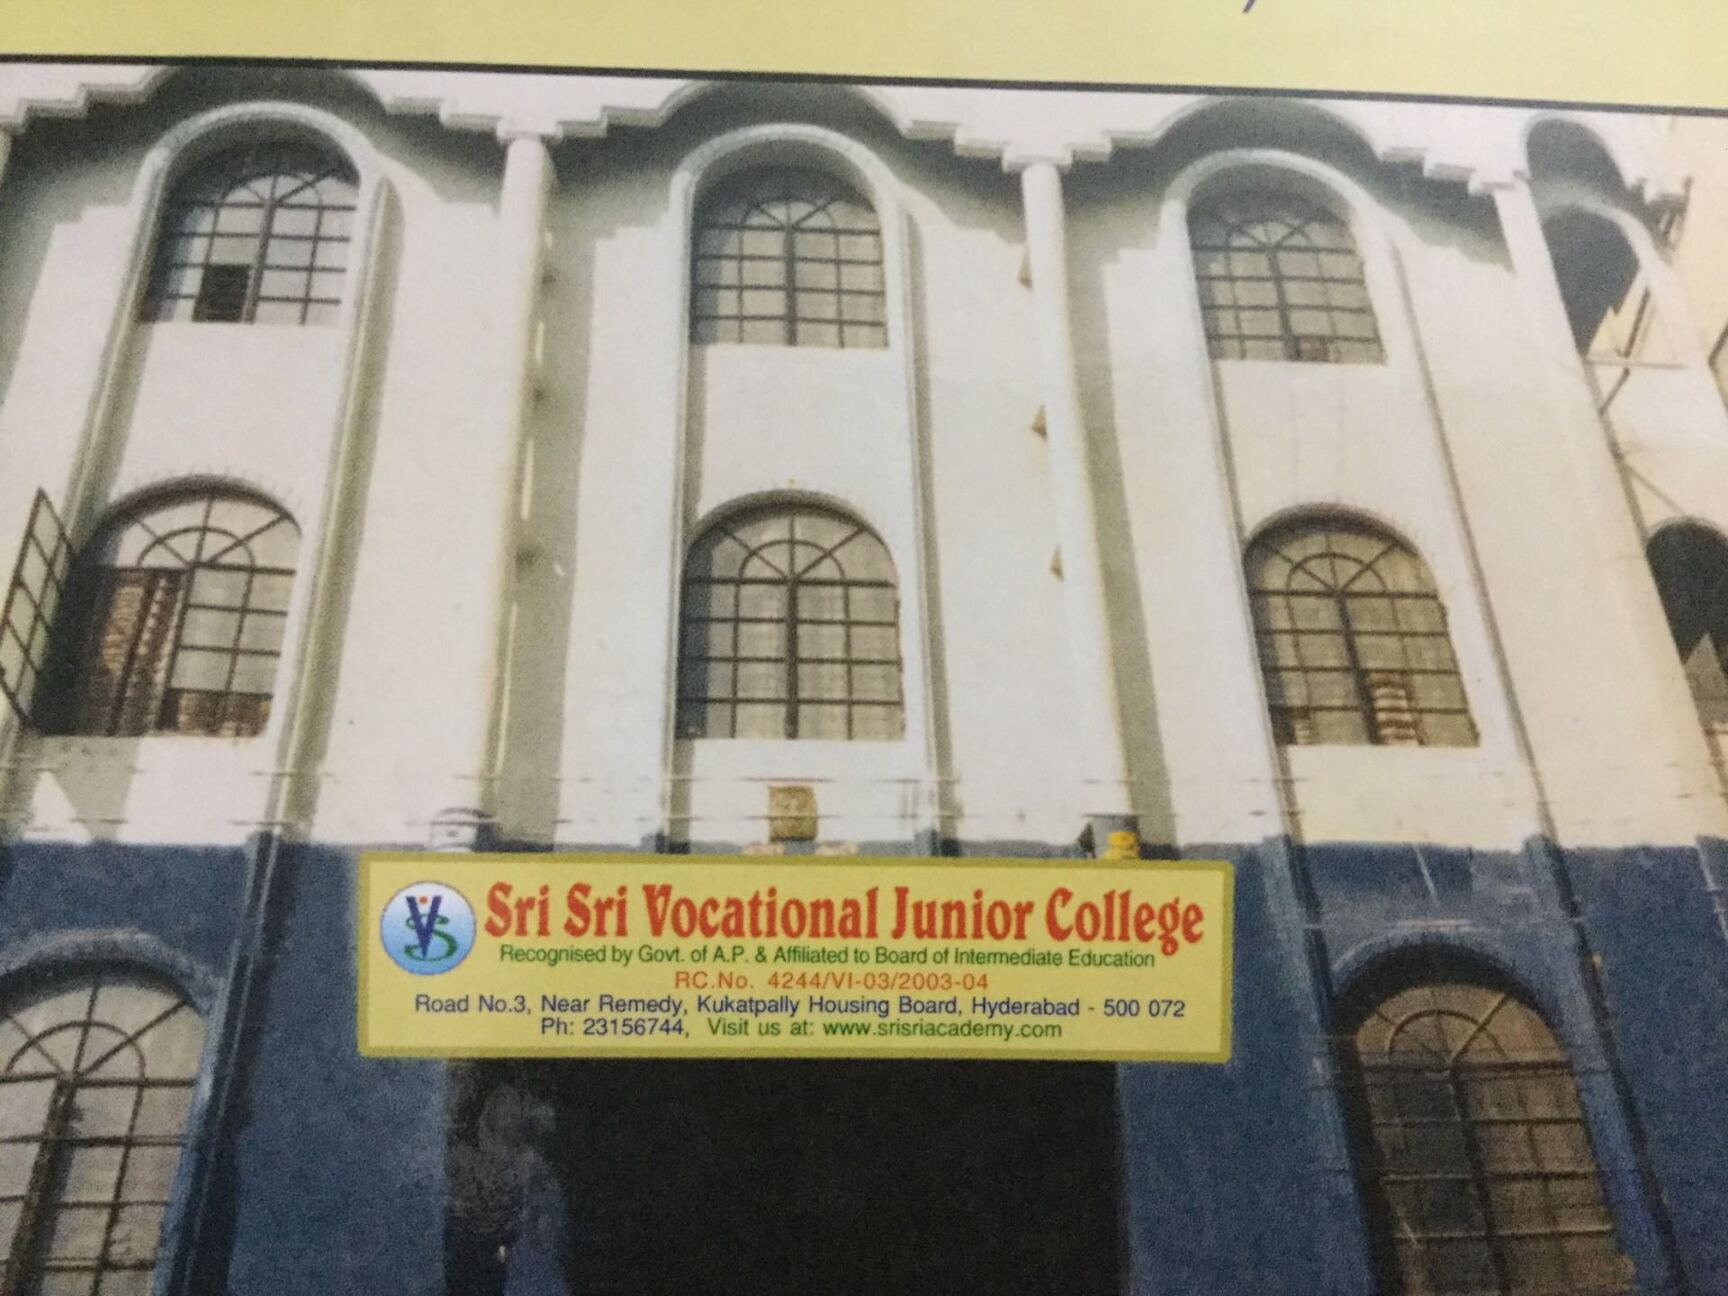 Sri Sri Vocational Junior College
Recognised by Govt. of A.P. & Affiliated to Board of Intermediate Education
RC.No. 4244/VI-03/2003-04
Road No.3, Near Remedy, Kukatpally Housing Board, Hyderabad - 500 072
Ph: 23156744, Visit us at: www.srisriacademy.com